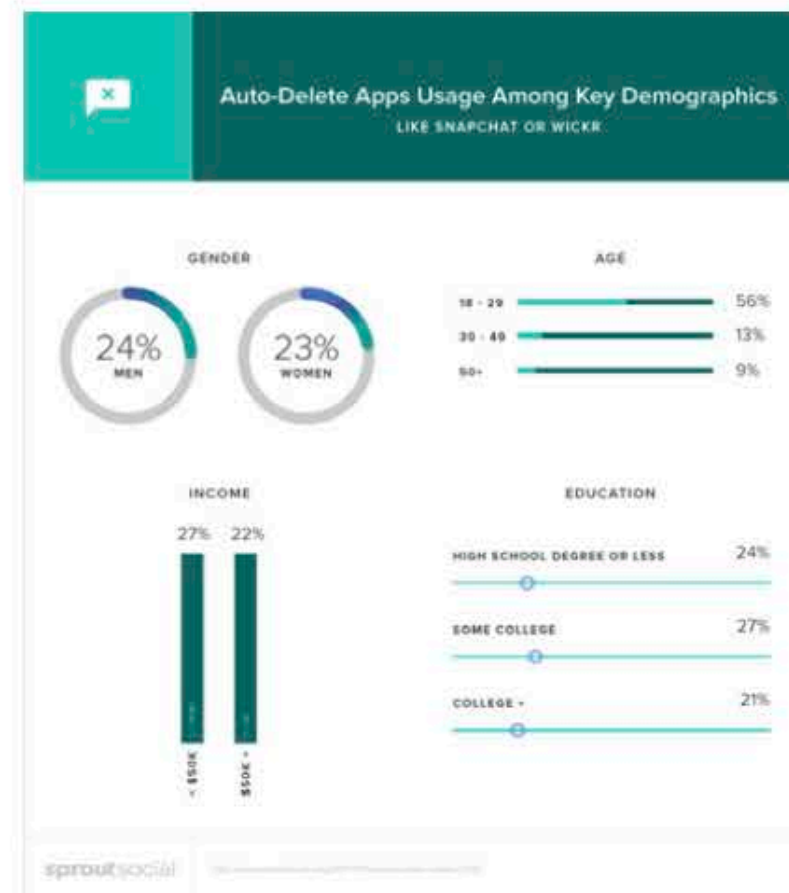 Auto-Delete Apps Usage Among Key Demographics
LIKE SNAPCHAT OR WICKR
GENDER
24%
MEN
23%
WOMEN
AGE
18 - 29 56%
30 - 49 13%
50+ 9%
INCOME
27% 22%
< $50K
$50K +
EDUCATION
HIGH SCHOOL DEGREE OR LESS 24%
SOME COLLEGE 27%
COLLEGE + 21%
sproutsocial